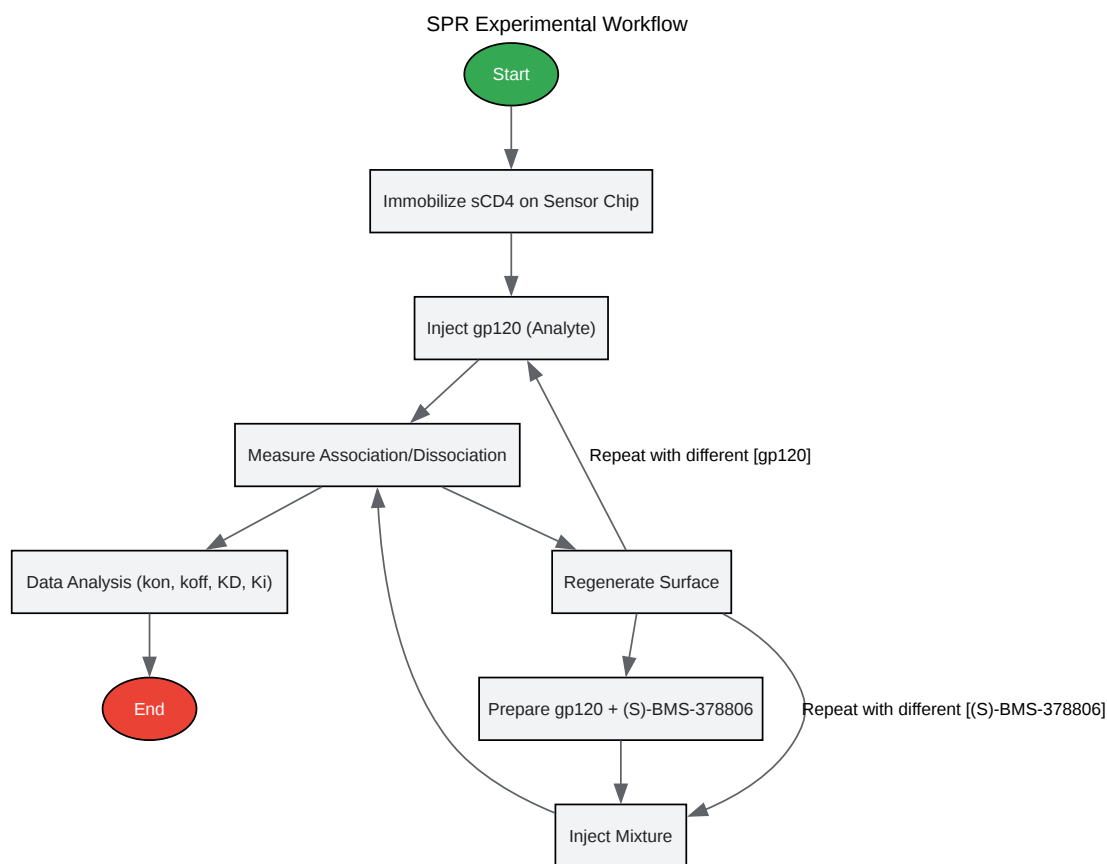 SPR Experimental Workflow
Start
Immobilize sCD4 on Sensor Chip
Inject gp120 (Analyte)
Measure Association/Dissociation
Repeat with different [gp120]
Data Analysis (kon, koff, KD, Ki)
Regenerate Surface
End
Prepare gp120 + (S)-BMS-378806
Repeat with different [(S)-BMS-378806]
Inject Mixture